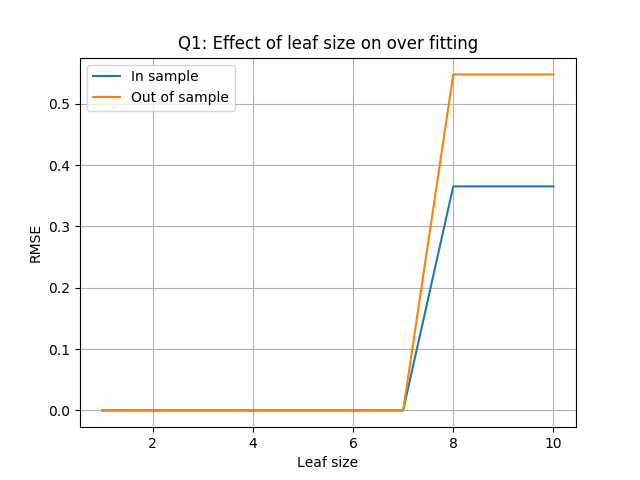 Q1: Effect of leaf size on over fitting
In sample
Out of sample
RMSE
0.5
0.4
0.3
0.2
0.1
0.0
2 4 6 8 10
Leaf size